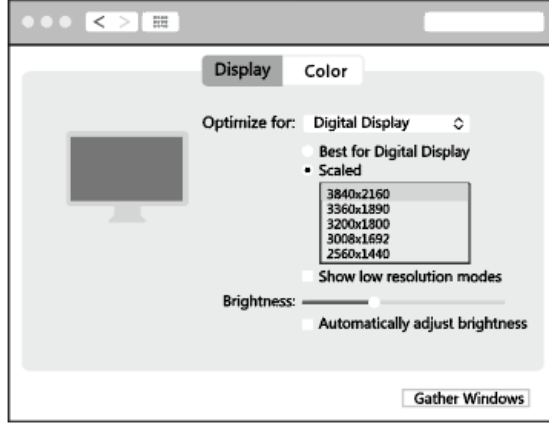 Display Color
Optimize for: Digital Display
Best for Digital Display
Scaled
3840x2160
3360x1890
3200x1800
3008x1692
2560x1440
Show low resolution modes
Brightness:
Automatically adjust brightness
Gather Windows